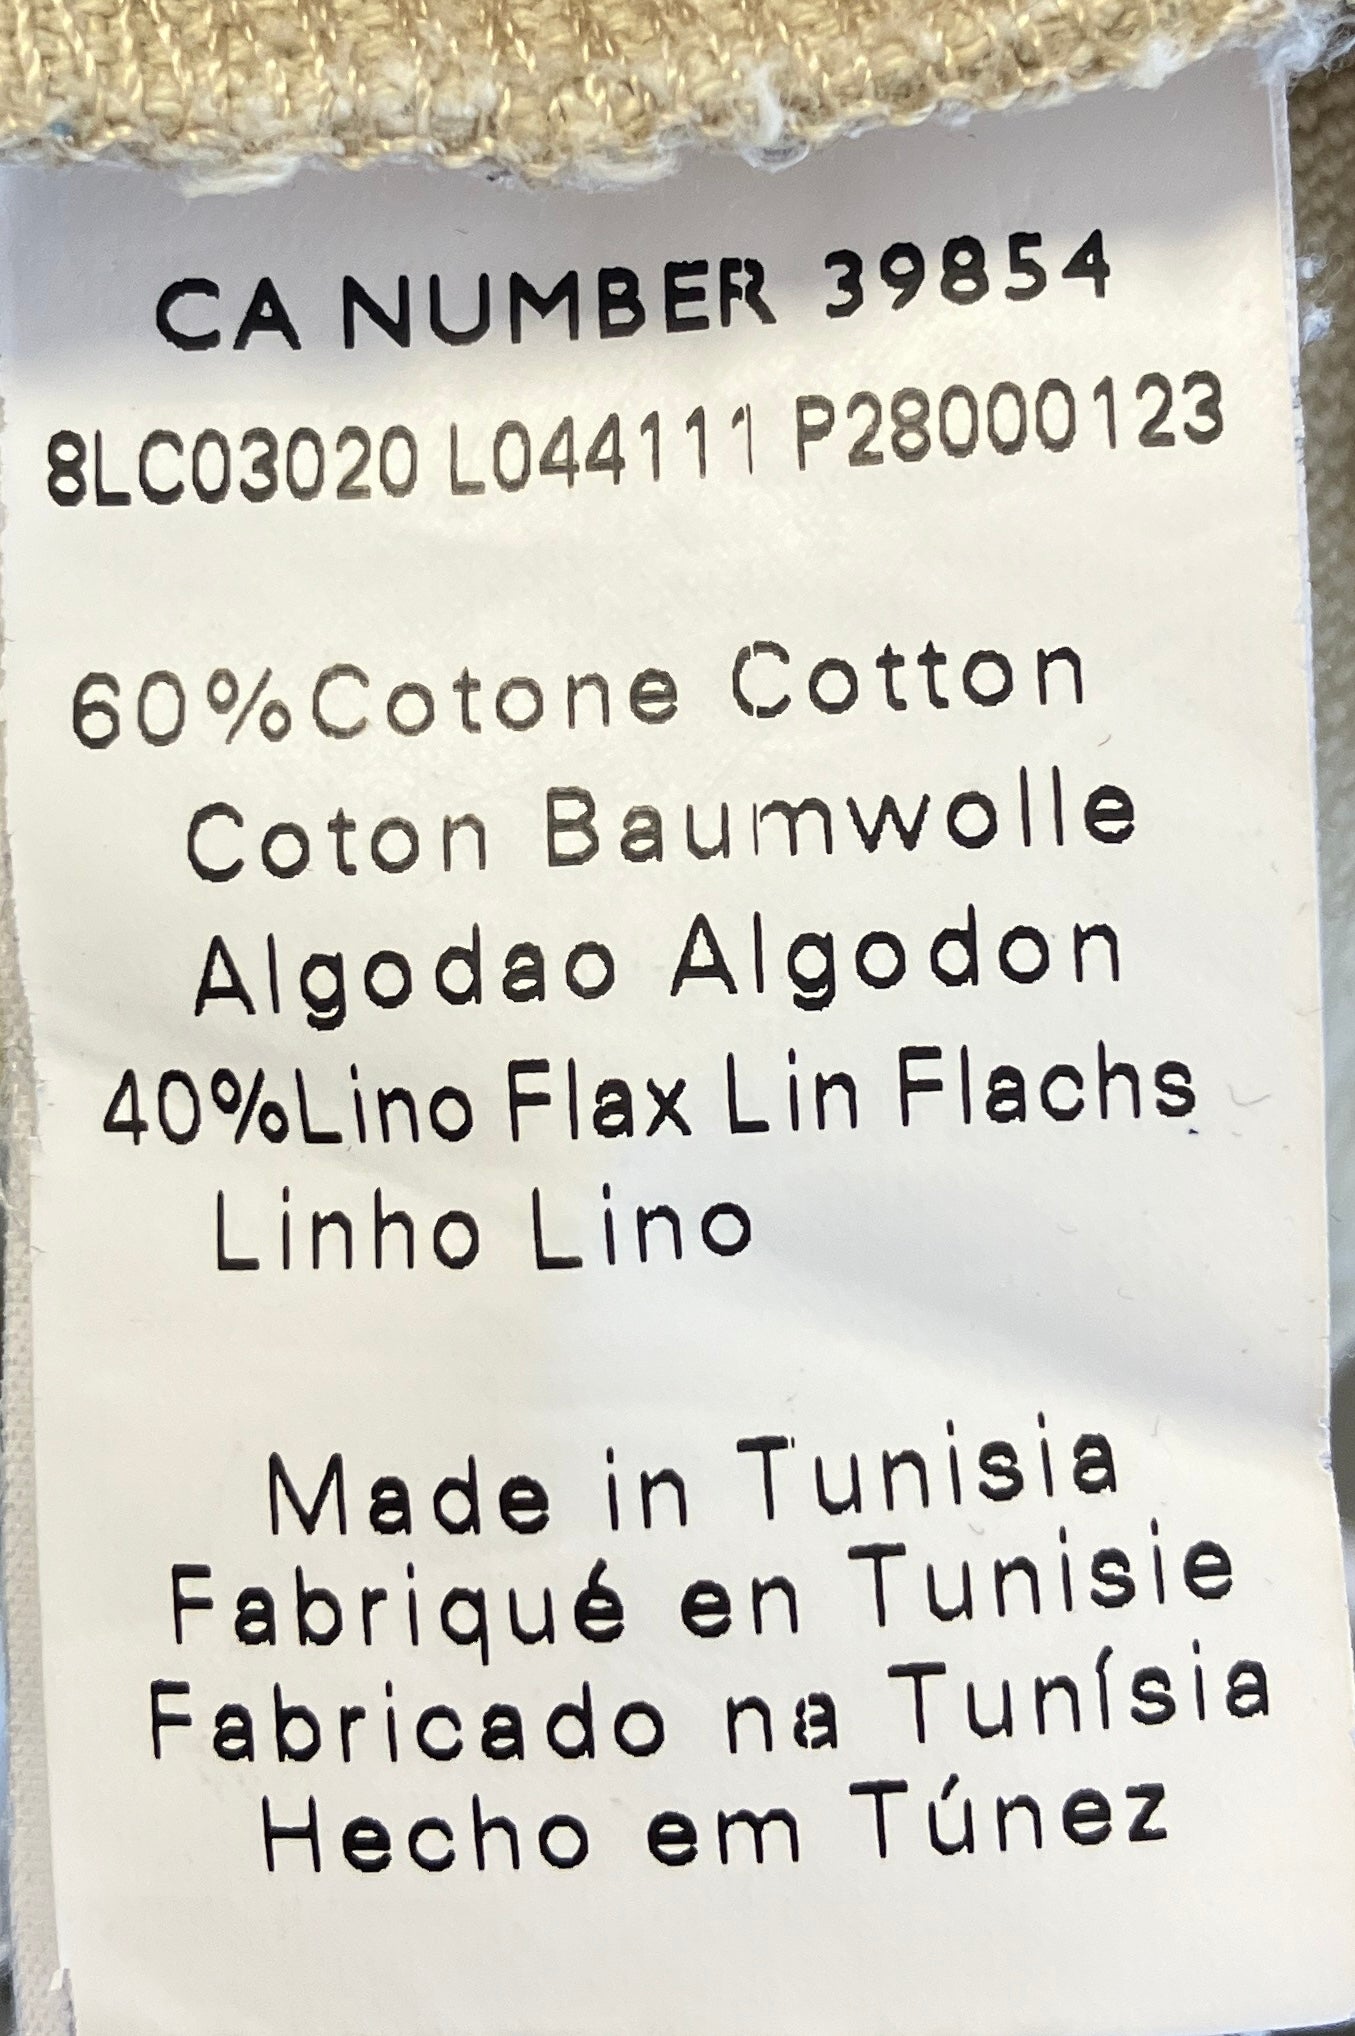 CA NUMBER 39854
8LC03020 L044111 P28000123
60%Cotone Cotton
Coton Baumwolle
Algodao Algodon
40%Lino Flax Lin Flachs
Linho Lino
Made in Tunisia
Fabriqué en Tunisie
Fabricado na Tunísia
Hecho em Túnez